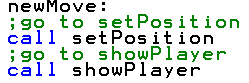 newMove:
;go to setPosition
call setPosition
;go to showPlayer
call showPlayer